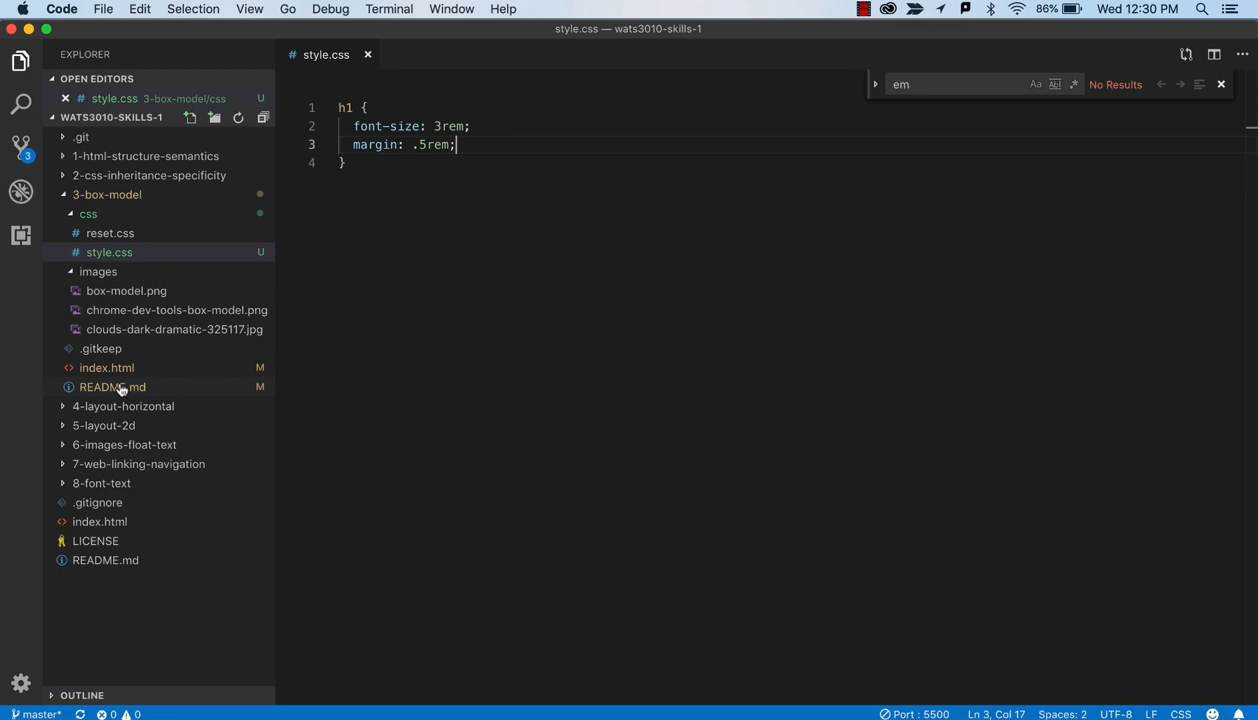 Code File Edit Selection View Go Debug Terminal Window Help 86% Wed 12:30 PM
style.css — wats3010-skills-1
EXPLORER
OPEN EDITORS
style.css 3-box-model/css U
WATS3010-SKILLS-1
.git
1-html-structure-semantics
2-css-inheritance-specificity
3-box-model
css
# reset.css
# style.css U
images
box-model.png
chrome-dev-tools-box-model.png
clouds-dark-dramatic-325117.jpg
.gitkeep
<> index.html M
README.md M
4-layout-horizontal
5-layout-2d
6-images-float-text
7-web-linking-navigation
8-font-text
.gitignore
<> index.html
LICENSE
README.md
OUTLINE
3
# style.css
em Aa Abl .* No Results
1 h1 {
2 font-size: 3rem;
3 margin: .5rem;
4 }
master* 0 0 Port : 5500 Ln 3, Col 17 Spaces: 2 UTF-8 LF CSS